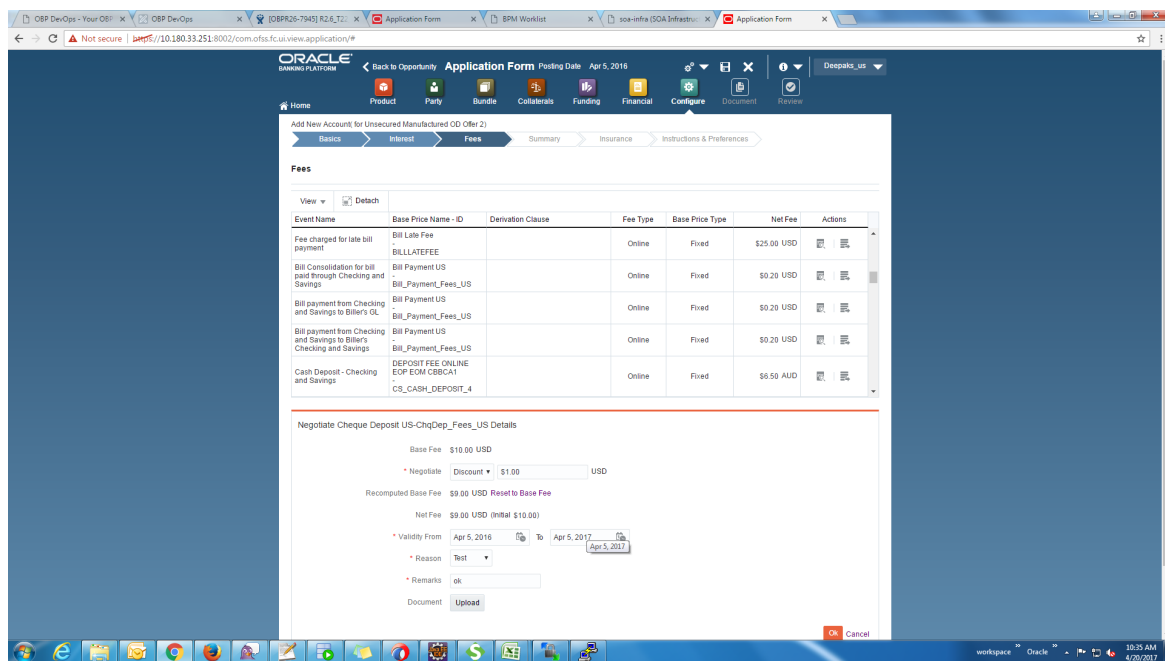 OBP DevOps - Your OBP
OBP DevOps
[OBPR26-7945] R2.6_T2
Application Form
BPM Worklist
soa-infra (SOA Infrastruc
Application Form
Not secure | https://10.180.33.251:8002/com.ofss.fc.ui.view.application/#
ORACLE
BANKING PLATFORM
Back to Opportunity Application Form Posting Date Apr 5, 2016
Deepaks_us
Home
Product Party Bundle Collaterals Funding Financial Configure Document Review
Add New Account( for Unsecured Manufactured OD Offer 2)
Basics Interest Fees Summary Insurance Instructions & Preferences
Fees
View Detach
Event Name Base Price Name - ID Derivation Clause Fee Type Base Price Type Net Fee Actions
Fee charged for late bill payment Bill Late Fee - BILLLATEFEE Online Fixed $25.00 USD
Bill Consolidation for bill paid through Checking and Savings Bill Payment US - Bill_Payment_Fees_US Online Fixed $0.20 USD
Bill payment from Checking and Savings to Biller's GL Bill Payment US - Bill_Payment_Fees_US Online Fixed $0.20 USD
Bill payment from Checking and Savings to Biller's Checking and Savings Bill Payment US - Bill_Payment_Fees_US Online Fixed $0.20 USD
Cash Deposit - Checking and Savings DEPOSIT FEE ONLINE EOP EOM CBBCA1 - CS_CASH_DEPOSIT_4 Online Fixed $6.50 AUD
Negotiate Cheque Deposit US-ChqDep_Fees_US Details
Base Fee $10.00 USD
* Negotiate Discount $1.00 USD
Recomputed Base Fee $9.00 USD Reset to Base Fee
Net Fee $9.00 USD (Initial $10.00)
* Validity From Apr 5, 2016 To Apr 5, 2017
Apr 5, 2017
* Reason Test
* Remarks ok
Document Upload
Ok Cancel
workspace Oracle 10:35 AM
4/20/2017